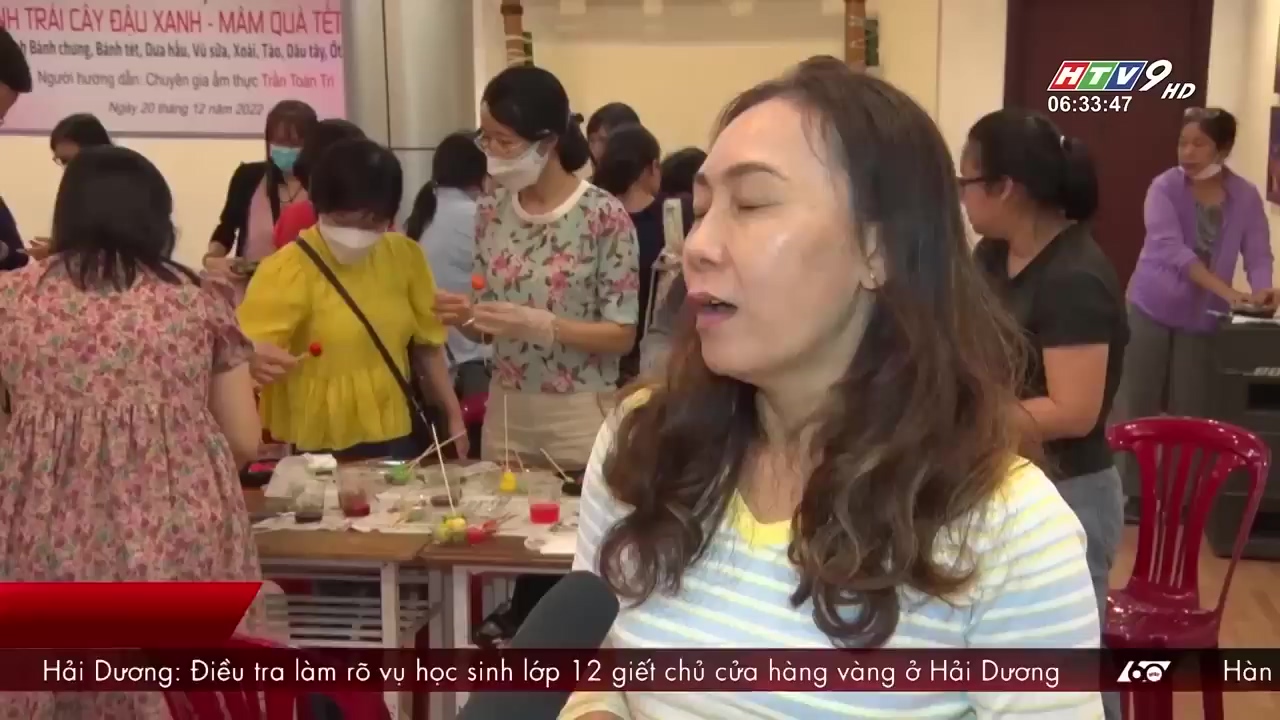 NH TRÁI CÂY ĐẬU XANH - MÂM QUẢ TẾT
Bánh chưng, Bánh tét, Dưa hấu, Vú sữa, Xoài, Táo, Dâu tây, Ớt
Người hướng dẫn: Chuyên gia ẩm thực Trần Toàn Trí
Ngày 20 tháng 12 năm 2022
HTV9 HD
06:33:47
Hải Dương: Điều tra làm rõ vụ học sinh lớp 12 giết chủ cửa hàng vàng ở Hải Dương
60
Hàn